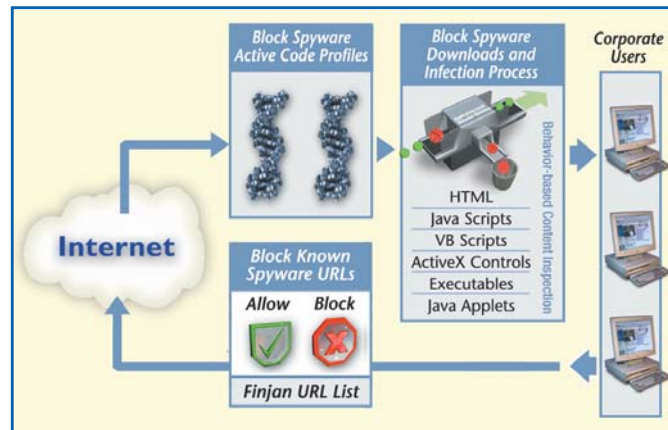 Block Spyware
Active Code Profiles
Block Spyware
Downloads and
Infection Process
Corporate
Users
Behavior-based Content Inspection
HTML
Java Scripts
VB Scripts
ActiveX Controls
Executables
Java Applets
Internet
Block Known
Spyware URLs
Allow Block
Finjan URL List